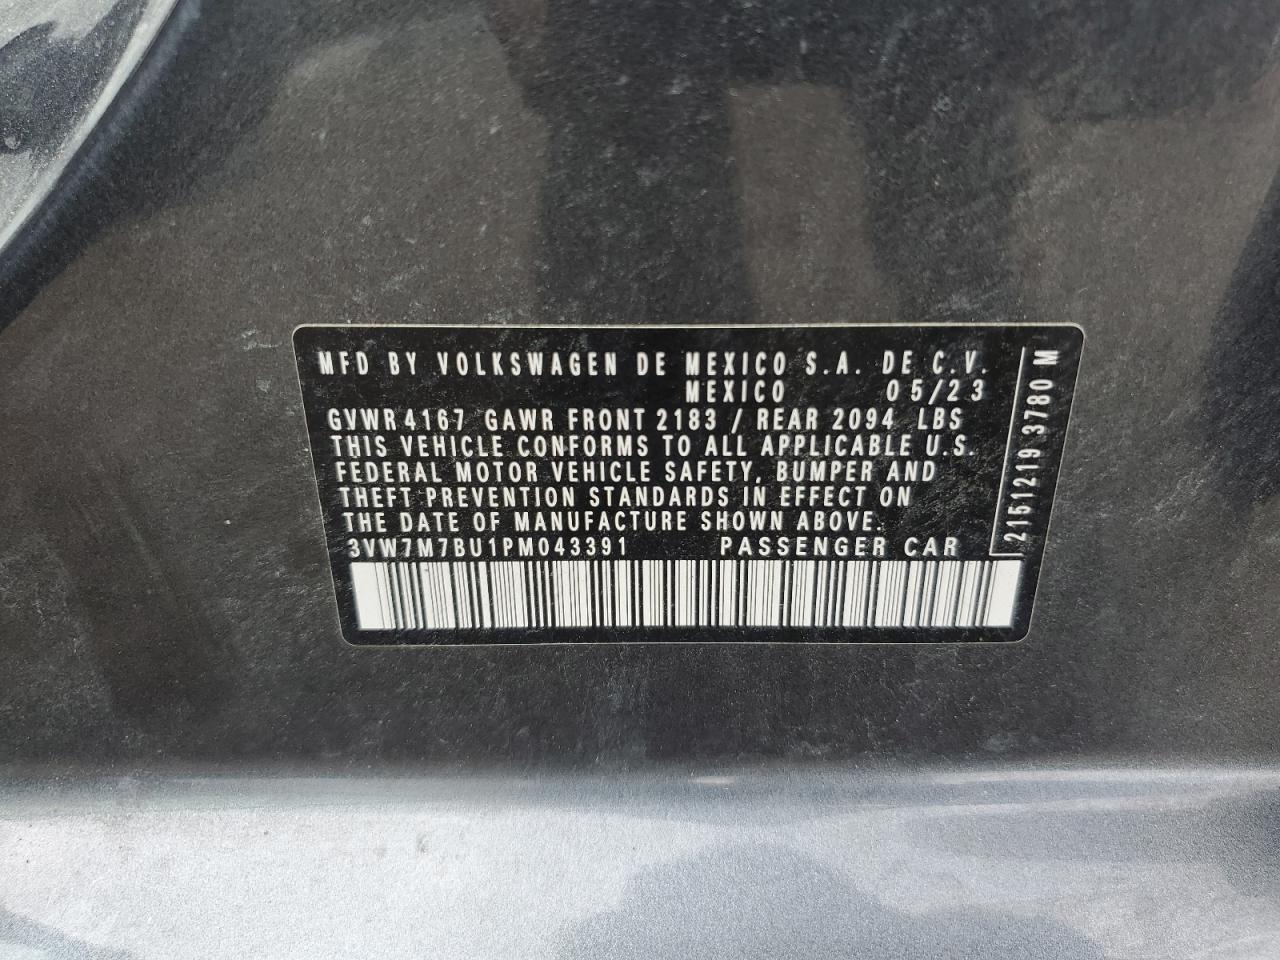 MFD BY VOLKSWAGEN DE MEXICO S.A. DE C.V.
MEXICO 05/23
GVWR 4167 GAWR FRONT 2183 / REAR 2094 LBS
THIS VEHICLE CONFORMS TO ALL APPLICABLE U.S.
FEDERAL MOTOR VEHICLE SAFETY, BUMPER AND
THEFT PREVENTION STANDARDS IN EFFECT ON
THE DATE OF MANUFACTURE SHOWN ABOVE.
3VW7M7BU1PM043391 PASSENGER CAR
2151219 3780 M